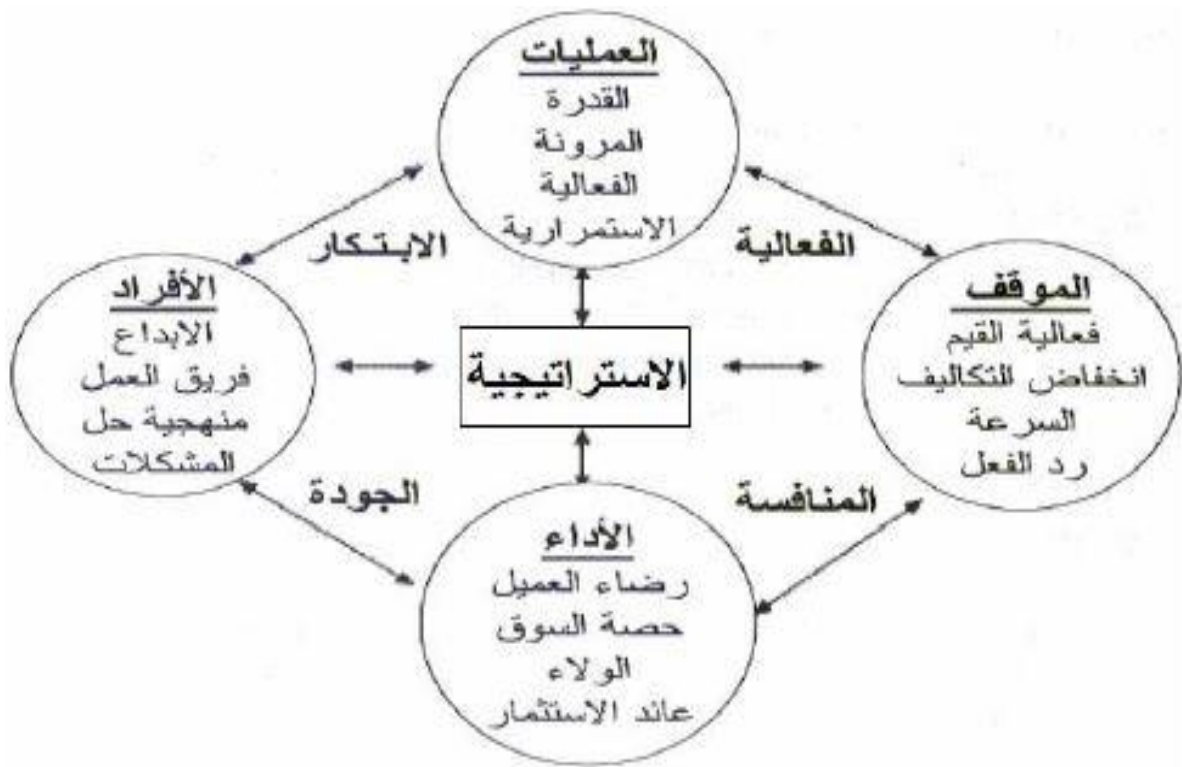 العمليات
القدرة
المرونة
الفعالية
الاستمرارية
الابتكار
الفعالية
الموقف
فعالية القيم
انخفاض التكاليف
السرعة
رد الفعل
الأفراد
الابداع
فريق العمل
منهجية حل
المشكلات
الاستراتيجية
المنافسة
الجودة
الأداء
رضاء العميل
حصة السوق
الولاء
عائد الاستثمار